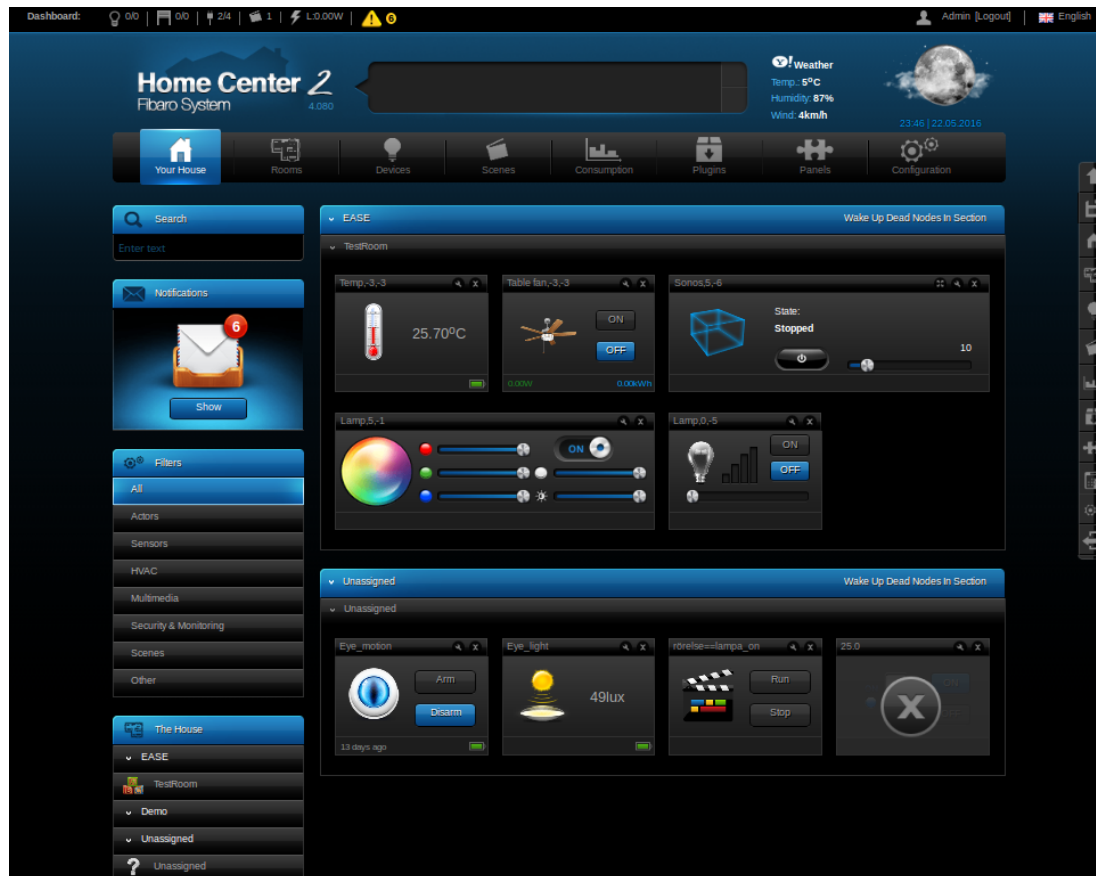 Dashboard: 0/0 0/0 2/4 1 L:0.00W 6 Admin [Logout] English
Home Center 2
Fibaro System 4.080
Y! Weather
Temp.: 5°C
Humidity: 87%
Wind: 4km/h
23:46 | 22.05.2016
Your House Rooms Devices Scenes Consumption Plugins Panels Configuration
Search
Enter text
Notifications
6
Show
Filters
All
Actors
Sensors
HVAC
Multimedia
Security & Monitoring
Scenes
Other
The House
EASE
TestRoom
Demo
Unassigned
Unassigned
EASE Wake Up Dead Nodes In Section
TestRoom
Temp,-3,-3
25.70°C
Table fan,-3,-3
ON
OFF
0.00W 0.00kWh
Sonos,5,-6
State:
Stopped
10
Lamp,5,-1
ON
Lamp,0,-5
ON
OFF
Unassigned Wake Up Dead Nodes In Section
Unassigned
Eye_motion
Arm
Disarm
13 days ago
Eye_light
49lux
rörelse==lampa_on
Run
Stop
25.0
X
ON